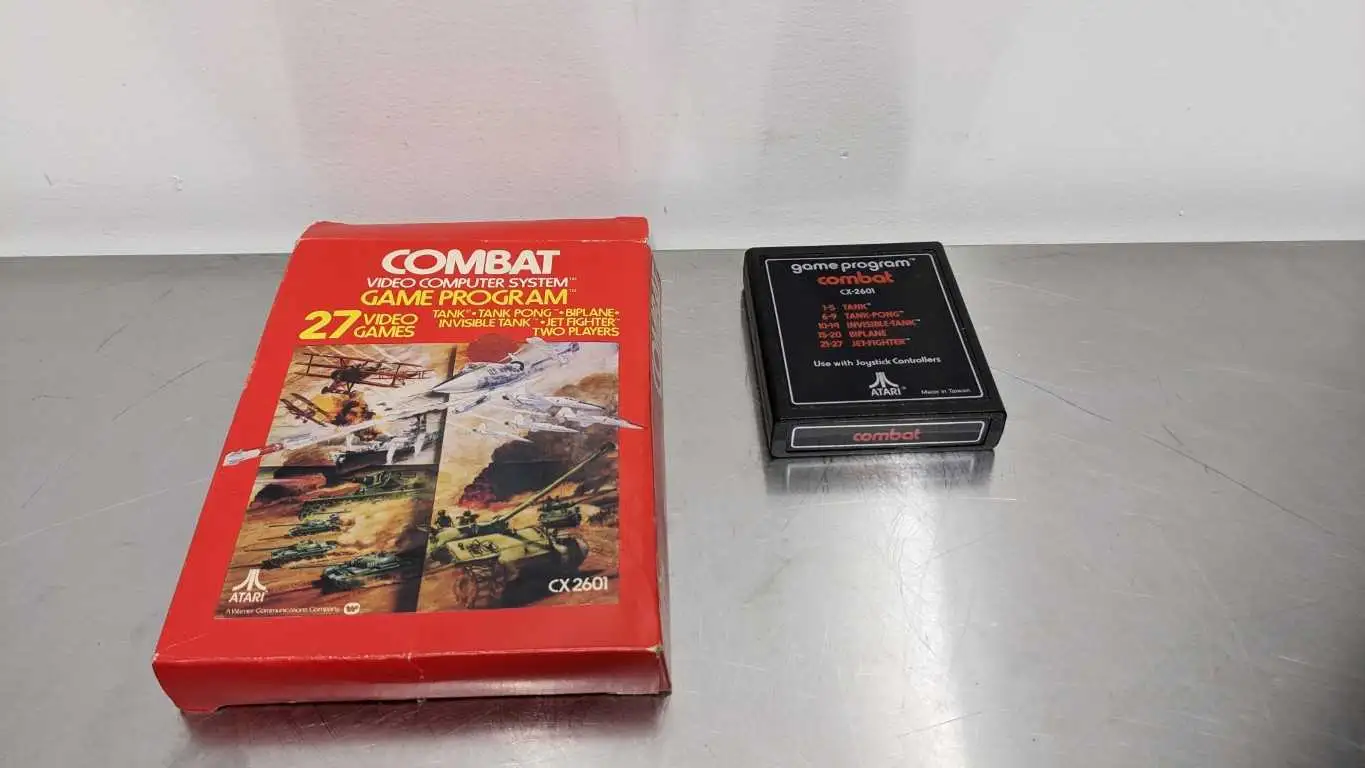 COMBAT
VIDEO COMPUTER SYSTEM™
GAME PROGRAM™
27 VIDEO GAMES
TANK™•TANK PONG™•BIPLANE•
INVISIBLE TANK™•JET FIGHTER™
TWO PLAYERS
CX2601
ATARI
A Warner Communications Company
game program™
combat
CX-2601
1-5 TANK™
6-9 TANK-PONG™
10-14 INVISIBLE-TANK™
15-20 BIPLANE
21-27 JET-FIGHTER™
Use with Joystick Controllers
ATARI®
Made in Taiwan
combat